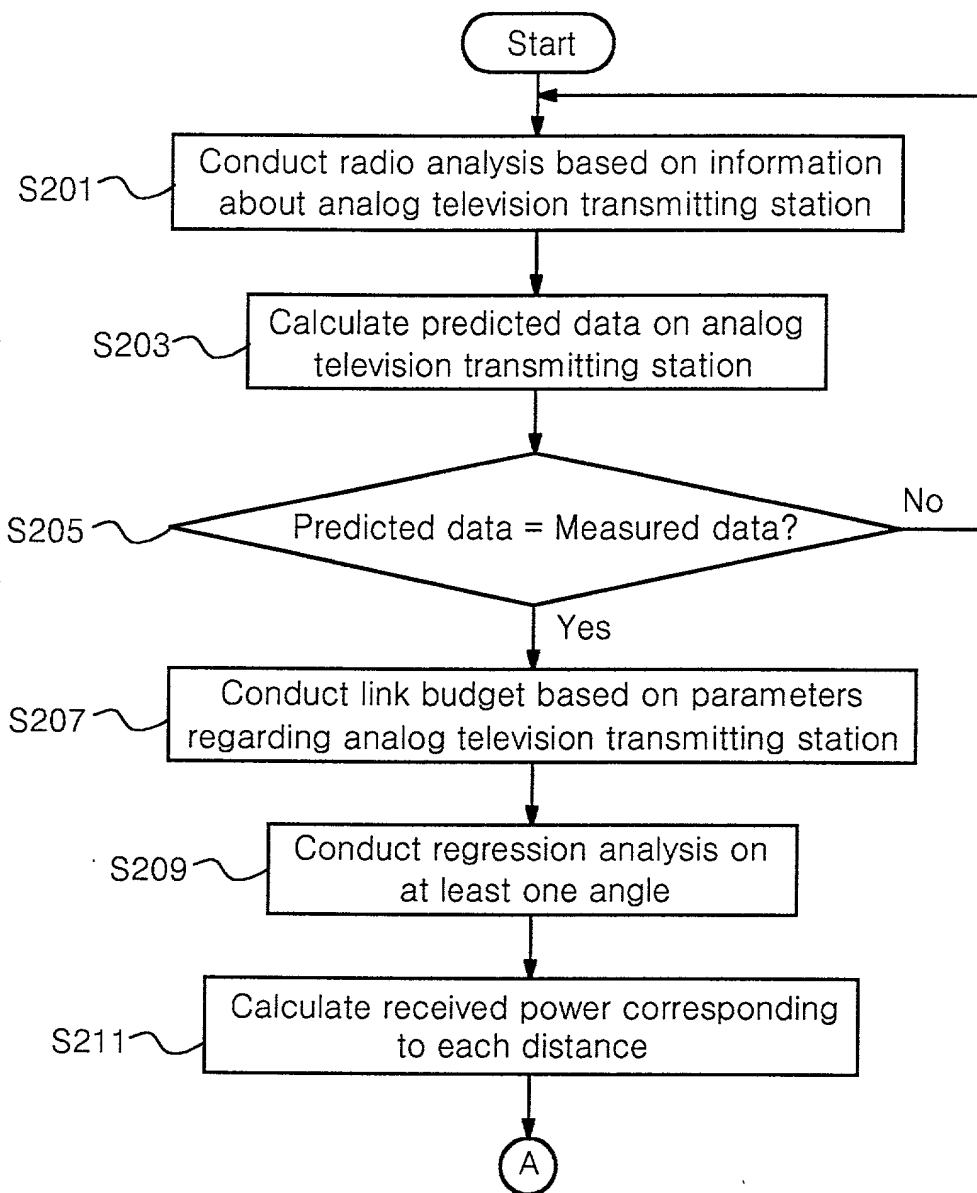 Start
S201
Conduct radio analysis based on information
about analog television transmitting station
S203
Calculate predicted data on analog
television transmitting station
S205
Predicted data = Measured data?
No
Yes
S207
Conduct link budget based on parameters
regarding analog television transmitting station
S209
Conduct regression analysis on
at least one angle
S211
Calculate received power corresponding
to each distance
A